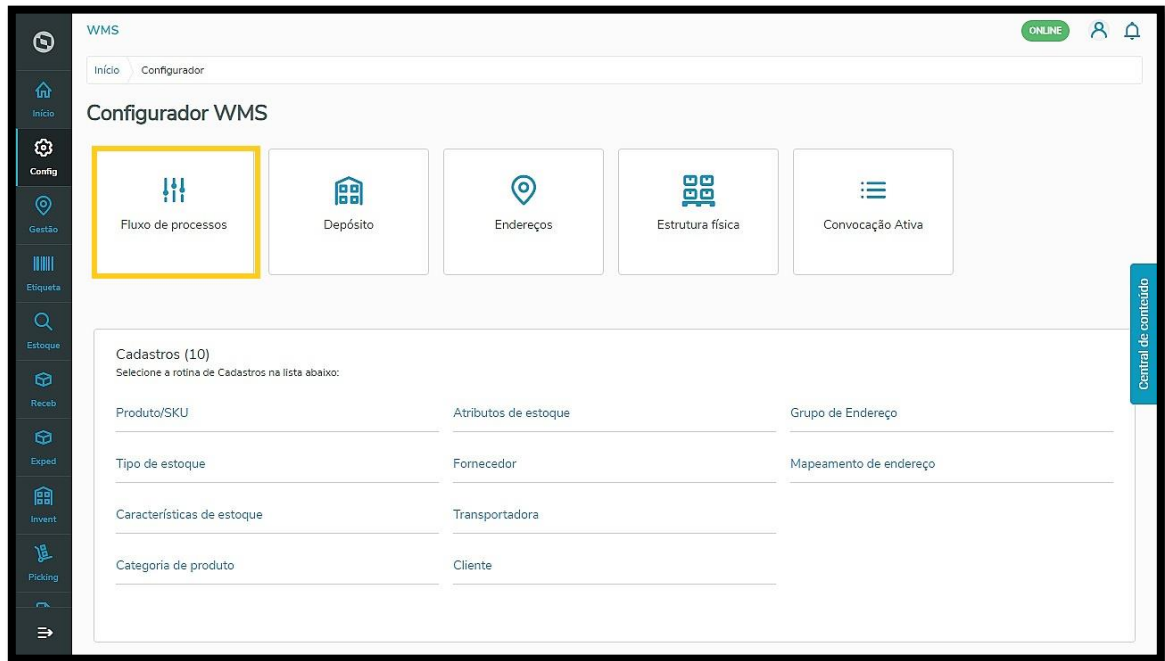 WMS
ONLINE
Início
Configurador
Configurador WMS
Início
Config
Gestão
Etiqueta
Estoque
Receb
Exped
Invent
Picking
Fluxo de processos
Depósito
Endereços
Estrutura física
Convocação Ativa
Central de conteúdo
Cadastros (10)
Selecione a rotina de Cadastros na lista abaixo:
Produto/SKU
Atributos de estoque
Grupo de Endereço
Tipo de estoque
Fornecedor
Mapeamento de endereço
Características de estoque
Transportadora
Categoria de produto
Cliente